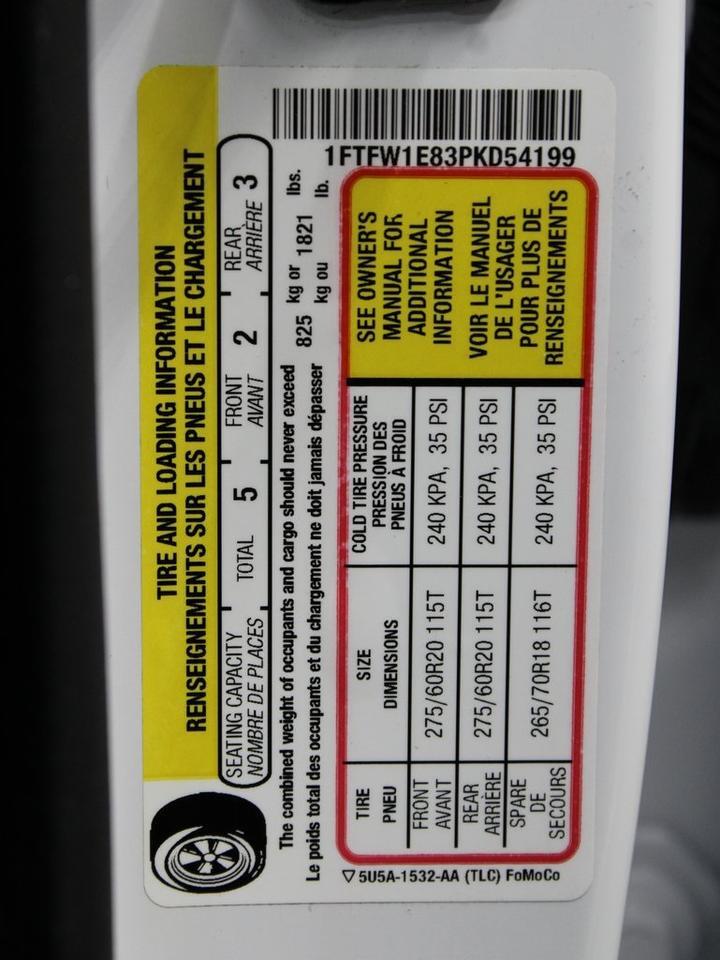 TIRE AND LOADING INFORMATION
RENSEIGNEMENTS SUR LES PNEUS ET LE CHARGEMENT
SEATING CAPACITY TOTAL 5 FRONT 2 REAR 3
NOMBRE DE PLACES AVANT ARRIÈRE
The combined weight of occupants and cargo should never exceed 825 kg or 1821 lbs.
Le poids total des occupants et du chargement ne doit jamais dépasser kg ou lb.
1FTFW1E83PKD54199
TIRE SIZE COLD TIRE PRESSURE
PNEU DIMENSIONS PRESSION DES
PNEUS À FROID
FRONT
AVANT 275/60R20 115T 240 KPA, 35 PSI
REAR
ARRIÈRE 275/60R20 115T 240 KPA, 35 PSI
SPARE
DE
SECOURS 265/70R18 116T 240 KPA, 35 PSI
SEE OWNER'S
MANUAL FOR
ADDITIONAL
INFORMATION
VOIR LE MANUEL
DE L'USAGER
POUR PLUS DE
RENSEIGNEMENTS
▽ 5U5A-1532-AA (TLC) FoMoCo